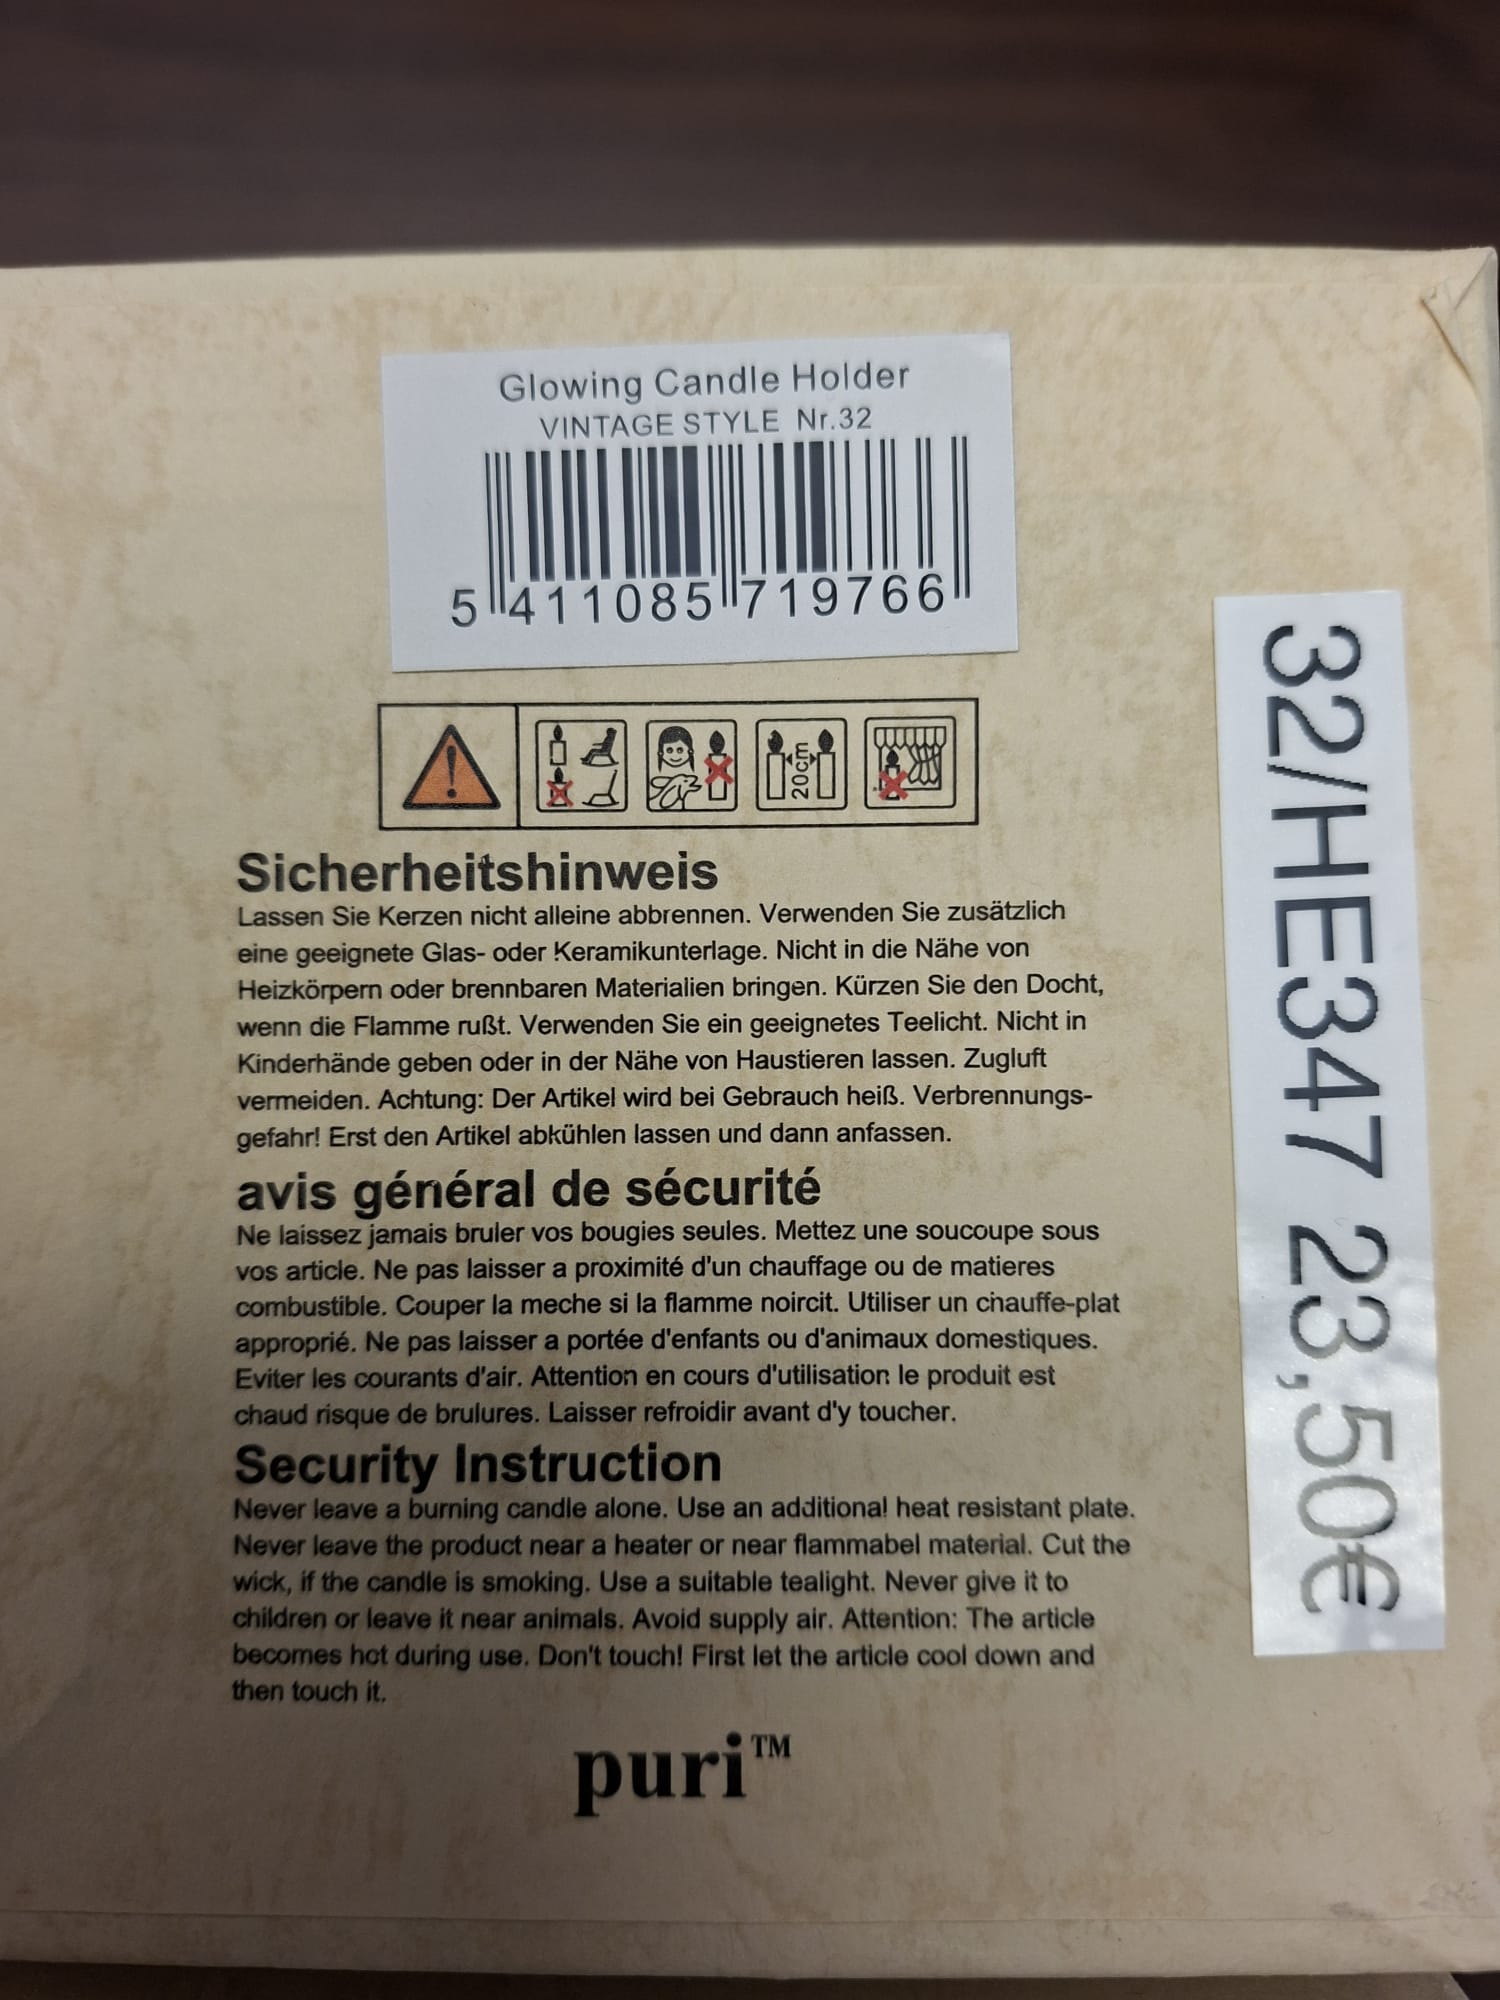 Glowing Candle Holder
VINTAGE STYLE Nr.32
5 411085 719766
20cm
Sicherheitshinweis
Lassen Sie Kerzen nicht alleine abbrennen. Verwenden Sie zusätzlich
eine geeignete Glas- oder Keramikunterlage. Nicht in die Nähe von
Heizkörpern oder brennbaren Materialien bringen. Kürzen Sie den Docht,
wenn die Flamme rußt. Verwenden Sie ein geeignetes Teelicht. Nicht in
Kinderhände geben oder in der Nähe von Haustieren lassen. Zugluft
vermeiden. Achtung: Der Artikel wird bei Gebrauch heiß. Verbrennungs-
gefahr! Erst den Artikel abkühlen lassen und dann anfassen.
avis général de sécurité
Ne laissez jamais bruler vos bougies seules. Mettez une soucoupe sous
vos article. Ne pas laisser a proximité d'un chauffage ou de matieres
combustible. Couper la meche si la flamme noircit. Utiliser un chauffe-plat
approprié. Ne pas laisser a portée d'enfants ou d'animaux domestiques.
Eviter les courants d'air. Attention en cours d'utilisation le produit est
chaud risque de brulures. Laisser refroidir avant d'y toucher.
Security Instruction
Never leave a burning candle alone. Use an additional heat resistant plate.
Never leave the product near a heater or near flammabel material. Cut the
wick, if the candle is smoking. Use a suitable tealight. Never give it to
children or leave it near animals. Avoid supply air. Attention: The article
becomes hot during use. Don't touch! First let the article cool down and
then touch it.
puri™
32/HE347 23,50€